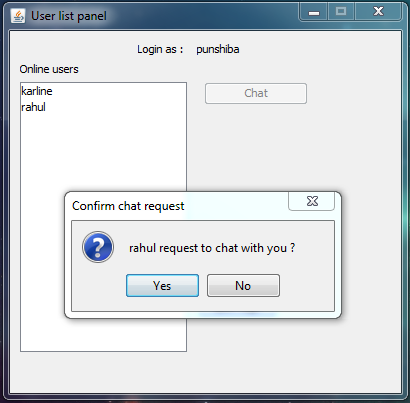 User list panel
Login as : punshiba
Online users
karline
rahul
Chat
Confirm chat request
rahul request to chat with you ?
Yes
No